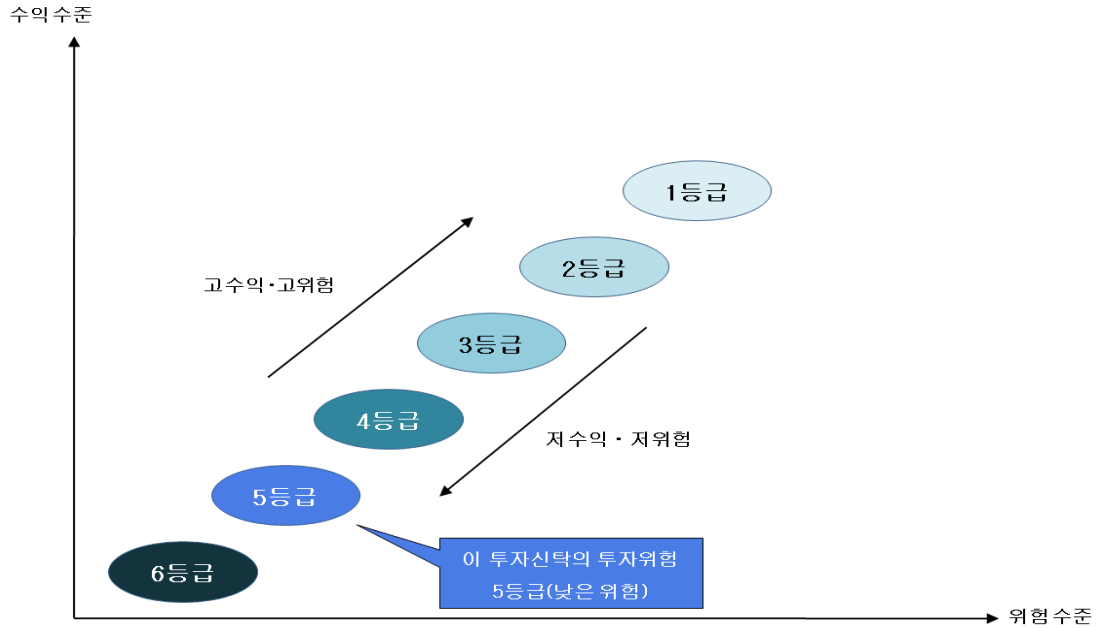 수익 수준
1등급
2등급
고수익·고위험
3등급
4등급
저수익 · 저위험
5등급
이 투자신탁의 투자위험
5등급(낮은 위험)
6등급
위험 수준